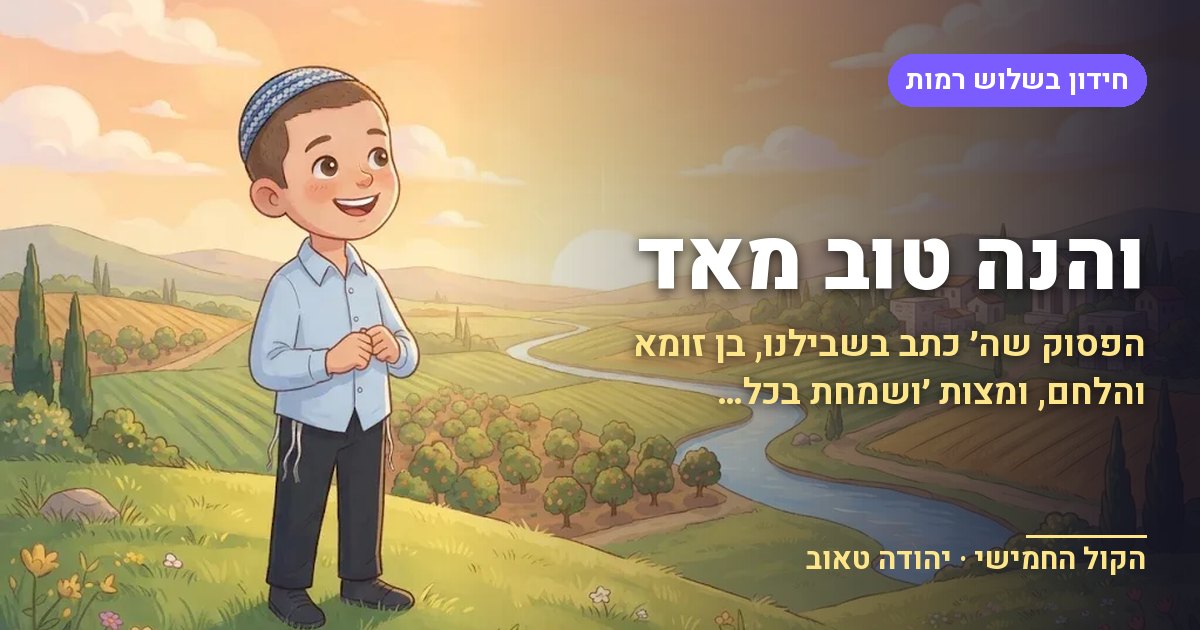 חידון בשלוש רמות
והנה טוב מאד
הפסוק שה׳ כתב בשבילנו, בן זומא
והלחם, ומצות ׳ושמחת בכל...
הקול החמישי · יהודה טאוב